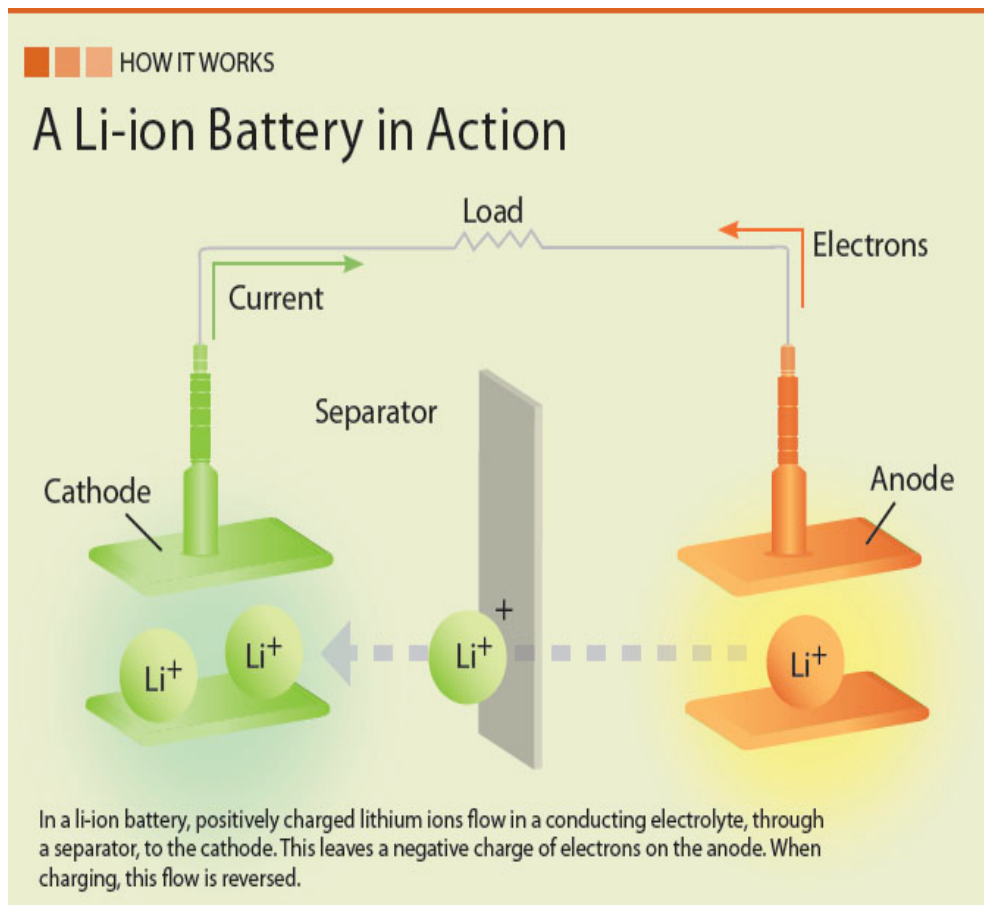 HOW IT WORKS
A Li-ion Battery in Action
Load
Electrons
Current
Separator
Cathode
Anode
+
Li+
Li+
Li+
Li+
In a li-ion battery, positively charged lithium ions flow in a conducting electrolyte, through
a separator, to the cathode. This leaves a negative charge of electrons on the anode. When
charging, this flow is reversed.